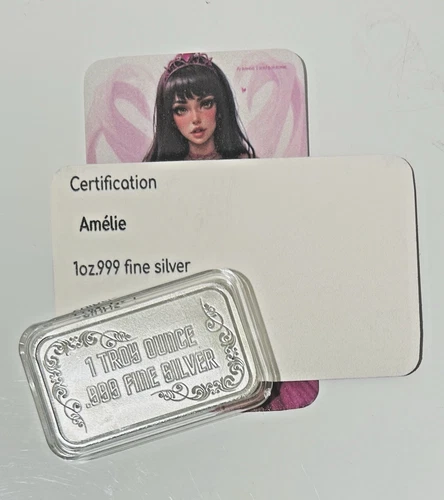 Certification
Amélie
1oz.999 fine silver
1 TROY OUNCE
.999 FINE SILVER